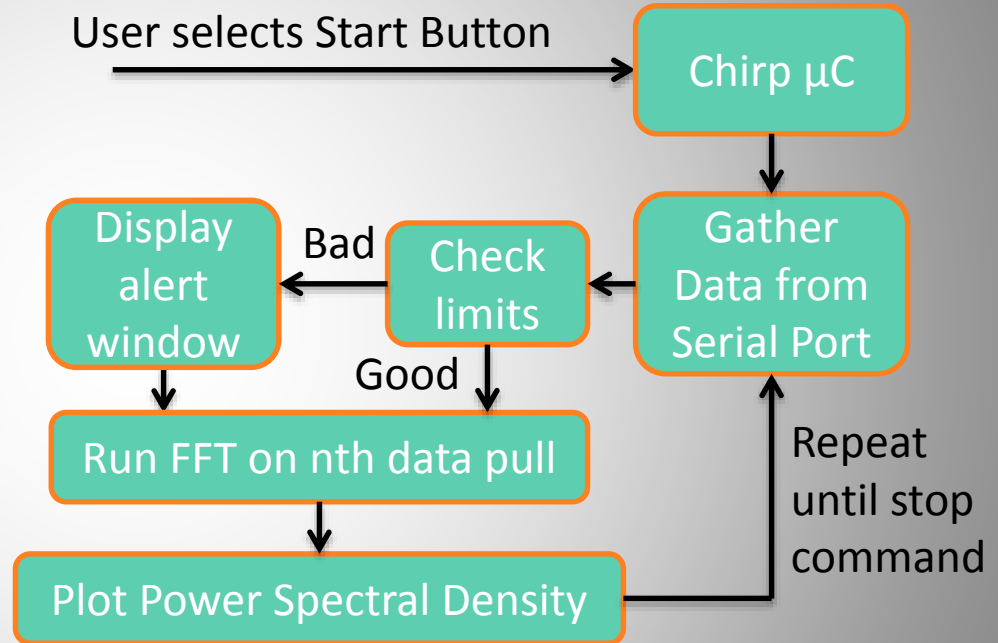 User selects Start Button
Chirp µC
Gather
Data from
Serial Port
Check
limits
Bad
Display
alert
window
Good
Run FFT on nth data pull
Plot Power Spectral Density
Repeat
until stop
command